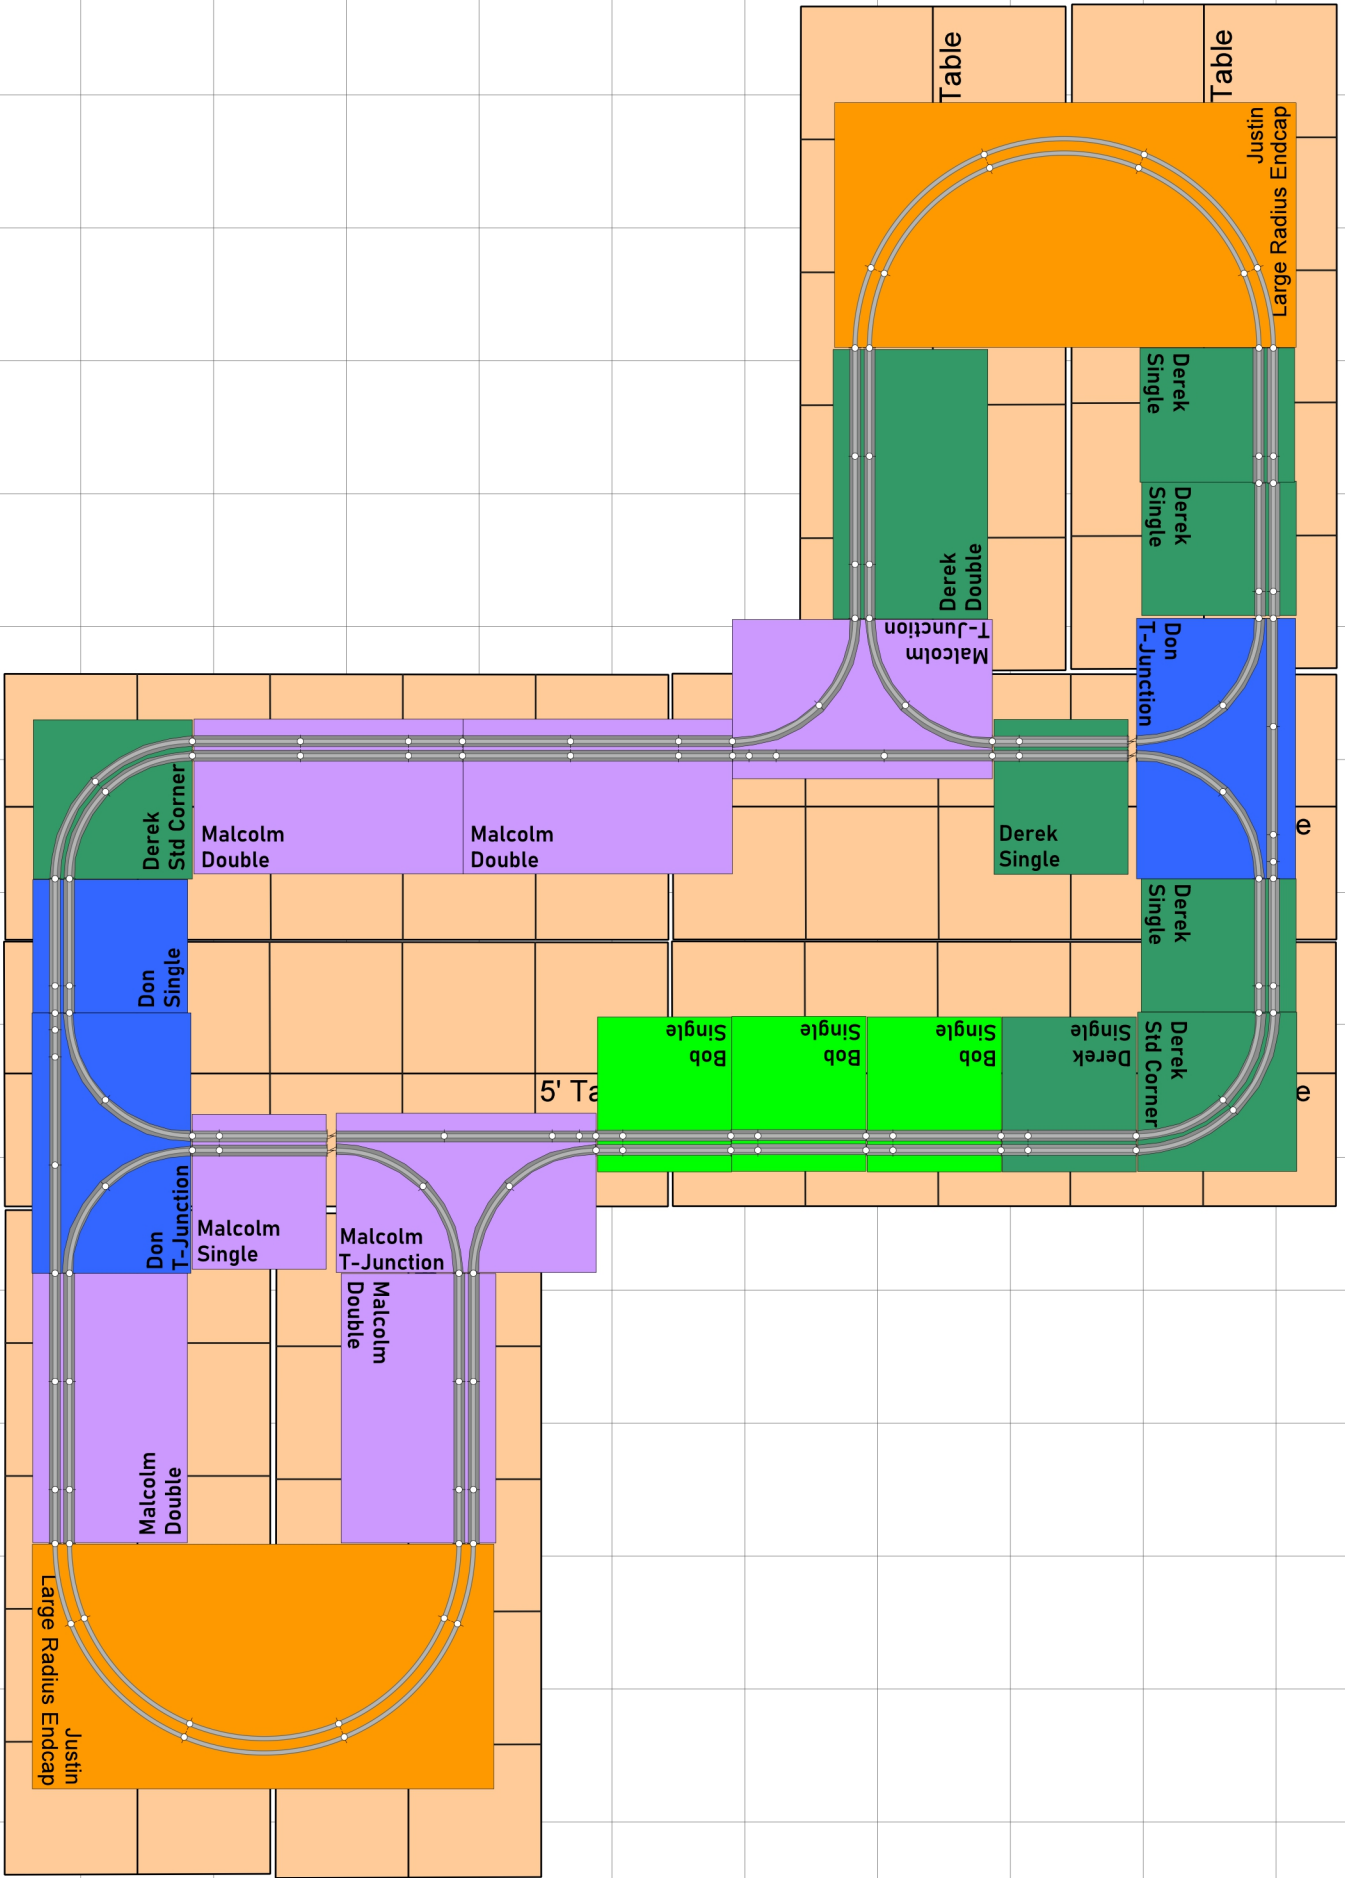 Table
Table
Justin
Large Radius Endcap
Derek
Single
Derek
Single
Derek
Double
Malcolm
T-Junction
Don
T-Junction
Derek
Std Corner
Malcolm
Double
Malcolm
Double
Derek
Single
e
Derek
Single
Don
Single
Bob
Single
Bob
Single
Bob
Single
Derek
Single
Derek
Std Corner
5' Ta
e
Don
T-Junction
Malcolm
Single
Malcolm
T-Junction
Malcolm
Double
Malcolm
Double
Justin
Large Radius Endcap